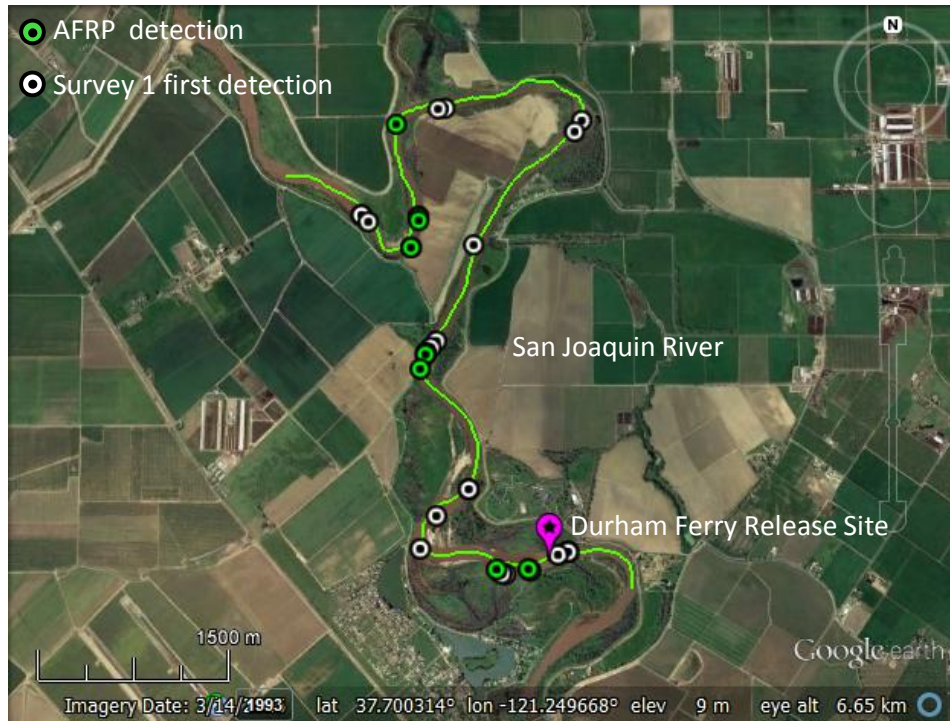 AFRP detection
Survey 1 first detection
N
San Joaquin River
Durham Ferry Release Site
1500 m
Google earth
Imagery Date: 3/14/ 1993 lat 37.700314° lon -121.249668° elev 9 m eye alt 6.65 km